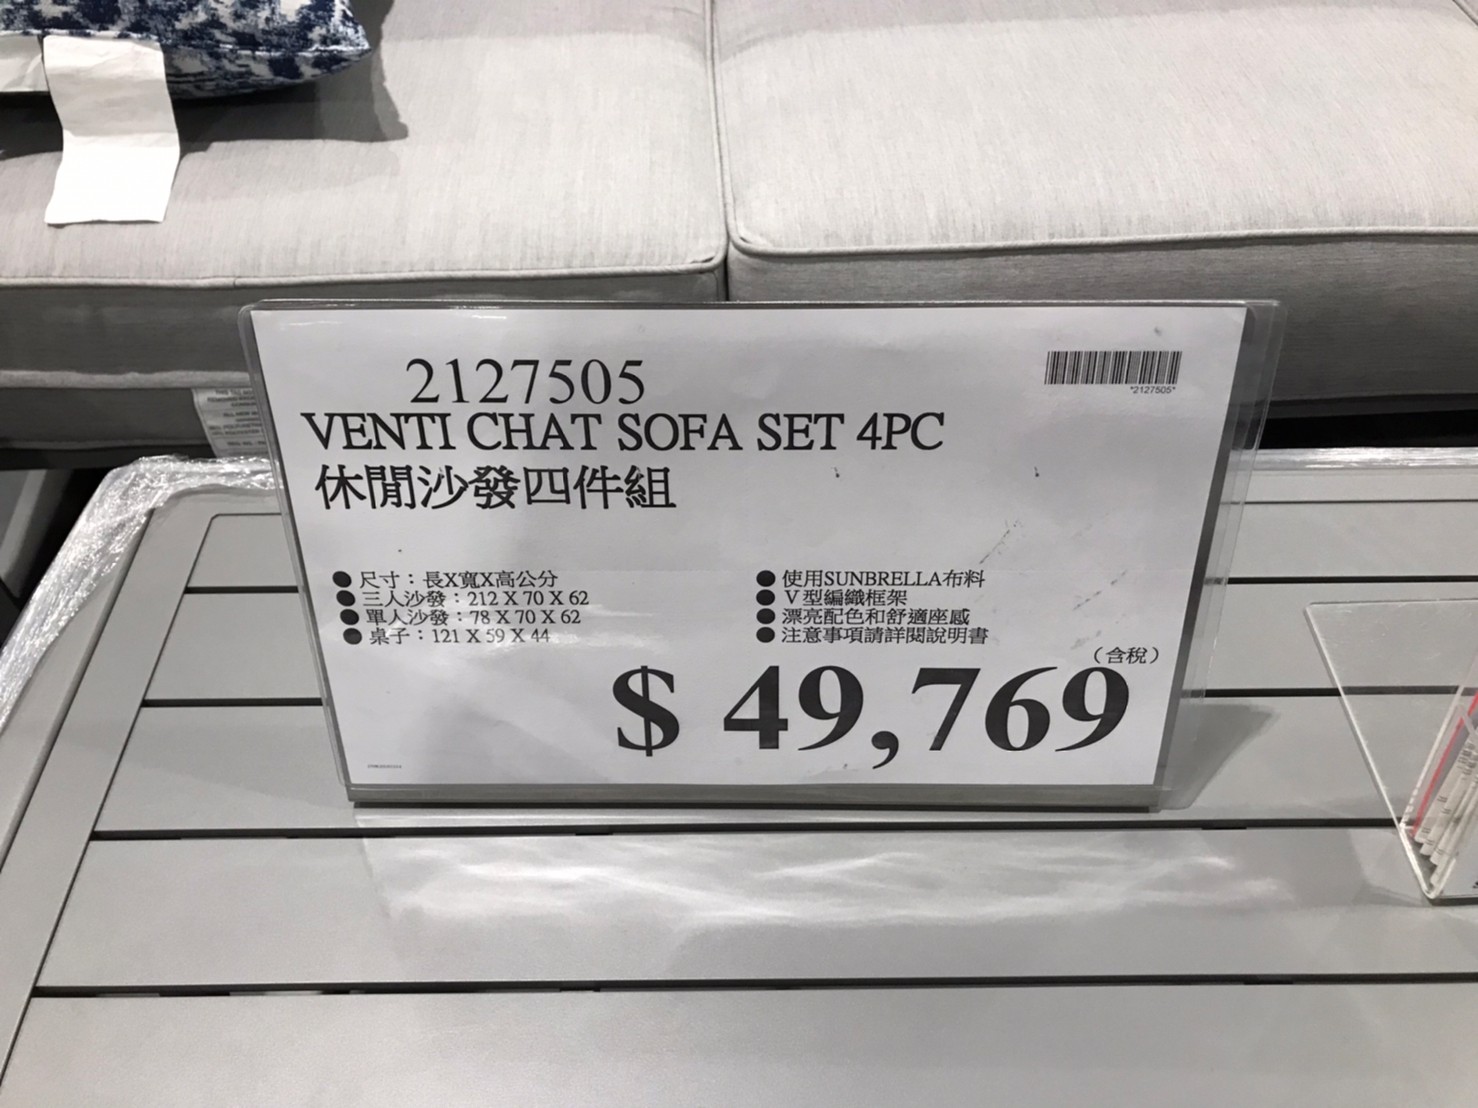 2127505
*2127505*
VENTI CHAT SOFA SET 4PC
休閒沙發四件組
●尺寸：長X寬X高公分
●三人沙發：212 X 70 X 62
●單人沙發：78 X 70 X 62
●桌子：121 X 59 X 44
●使用SUNBRELLA布料
●V型編織框架
●漂亮配色和舒適座感
●注意事項請詳閱說明書
（含稅）
$ 49,769